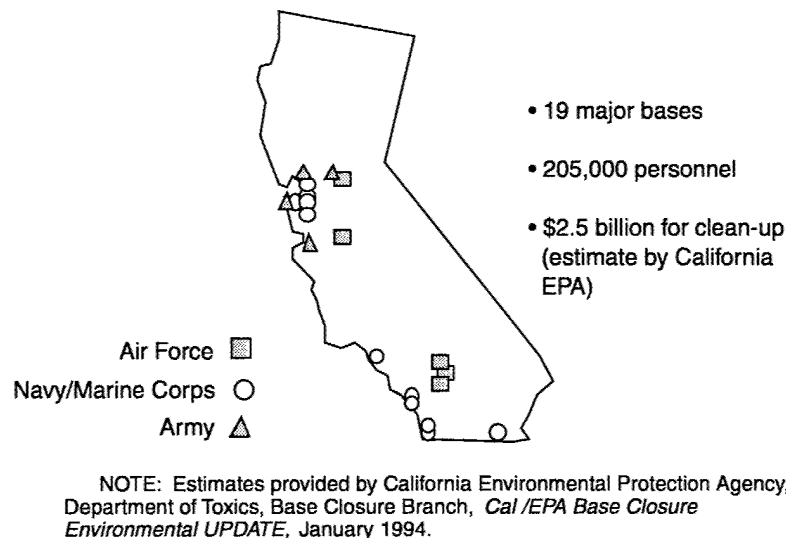 • 19 major bases
• 205,000 personnel
• $2.5 billion for clean-up
(estimate by California
EPA)
Air Force
Navy/Marine Corps
Army
NOTE: Estimates provided by California Environmental Protection Agency,
Department of Toxics, Base Closure Branch, Cal /EPA Base Closure
Environmental UPDATE, January 1994.